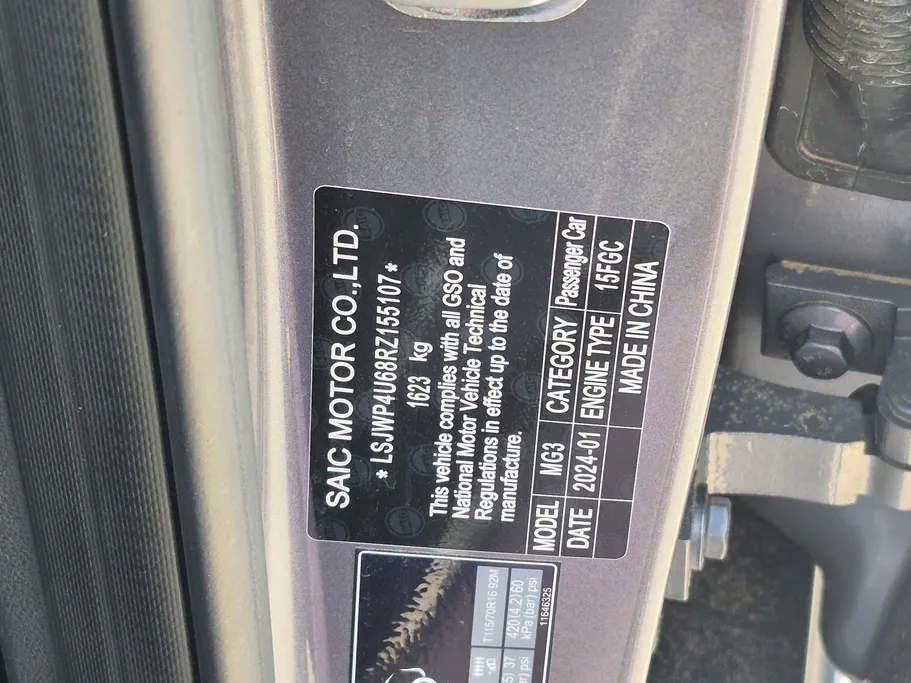 SAIC MOTOR CO.,LTD.
* LSJWP4U68RZ155107 *
1623 kg
This vehicle complies with all GSO and
National Motor Vehicle Technical
Regulations in effect up to the date of
manufacture.
MODEL MG3 CATEGORY Passenger Car
DATE 2024-01 ENGINE TYPE 15FGC
MADE IN CHINA
T115/70R16 92M
420 (4.2) 60
kPa (bar) psi
37
psi
11646325